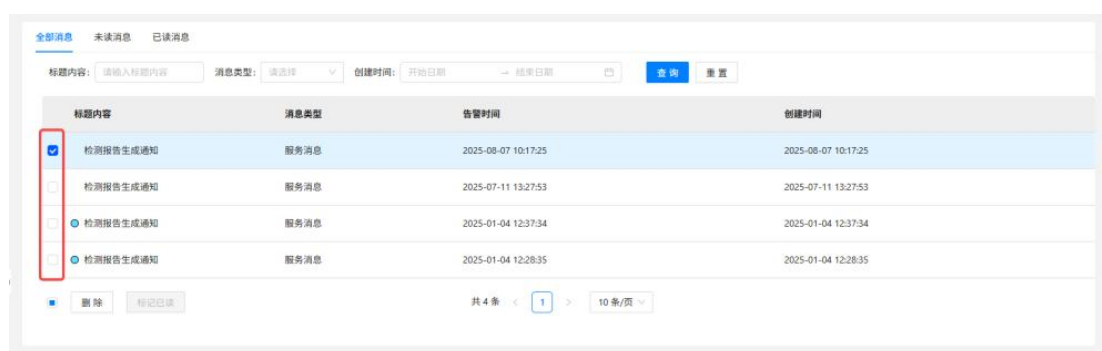 全部消息 未读消息 已读消息
标题内容: 请输入标题内容 消息类型: 请选择 创建时间: 开始日期 → 结束日期 查询 重置
标题内容 消息类型 告警时间 创建时间
检测报告生成通知 服务消息 2025-08-07 10:17:25 2025-08-07 10:17:25
检测报告生成通知 服务消息 2025-07-11 13:27:53 2025-07-11 13:27:53
检测报告生成通知 服务消息 2025-01-04 12:37:34 2025-01-04 12:37:34
检测报告生成通知 服务消息 2025-01-04 12:28:35 2025-01-04 12:28:35
删除 标记已读 共 4 条 < 1 > 10 条/页